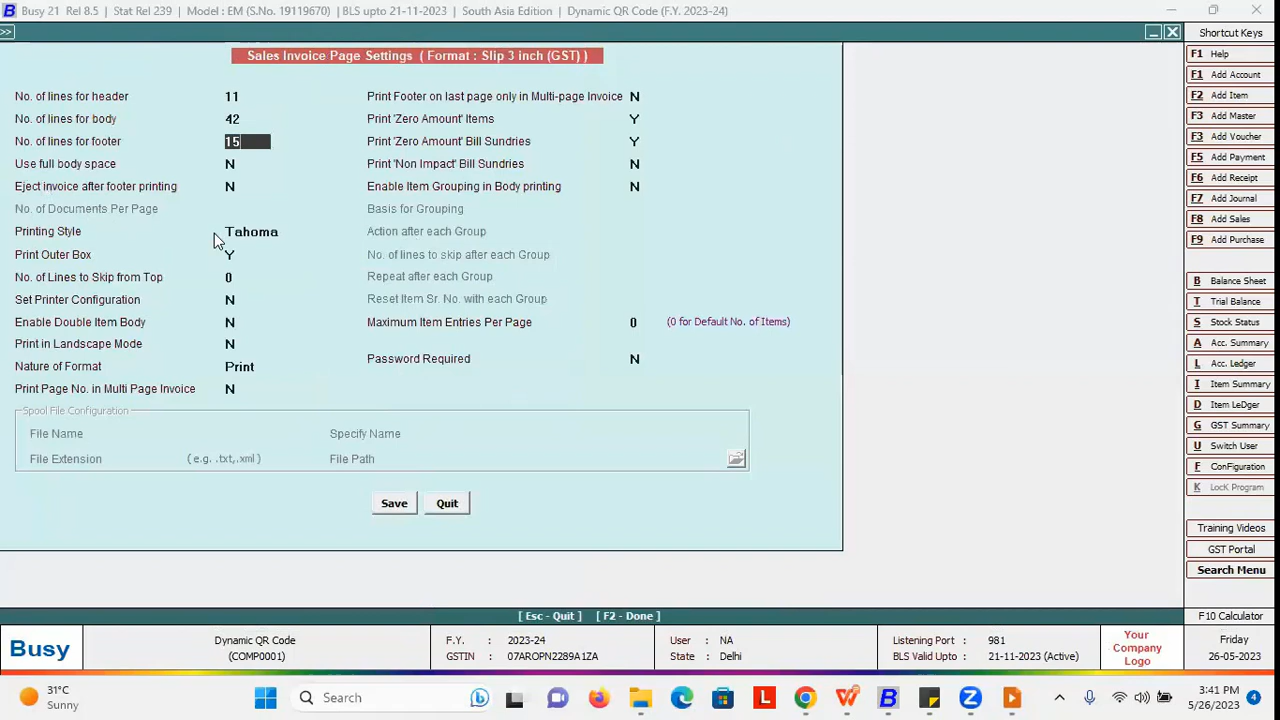 Busy 21 Rel 8.5 | Stat Rel 239 | Model : EM (S.No. 19119670) | BLS upto 21-11-2023 | South Asia Edition | Dynamic QR Code (F.Y. 2023-24)
>>
Shortcut Keys
Sales Invoice Page Settings ( Format : Slip 3 inch (GST) )
No. of lines for header 11
No. of lines for body 42
No. of lines for footer 15
Use full body space N
Eject invoice after footer printing N
No. of Documents Per Page
Printing Style Tahoma
Print Outer Box Y
No. of Lines to Skip from Top 0
Set Printer Configuration N
Enable Double Item Body N
Print in Landscape Mode N
Nature of Format Print
Print Page No. in Multi Page Invoice N
Print Footer on last page only in Multi-page Invoice N
Print 'Zero Amount' Items Y
Print 'Zero Amount' Bill Sundries Y
Print 'Non Impact' Bill Sundries N
Enable Item Grouping in Body printing N
Basis for Grouping
Action after each Group
No. of lines to skip after each Group
Repeat after each Group
Reset Item Sr. No. with each Group
Maximum Item Entries Per Page 0 (0 for Default No. of Items)
Password Required N
Spool File Configuration
File Name Specify Name
File Extension (e.g. .txt,.xml) File Path
Save Quit
F1 Help
F1 Add Account
F2 Add Item
F3 Add Master
F3 Add Voucher
F5 Add Payment
F6 Add Receipt
F7 Add Journal
F8 Add Sales
F9 Add Purchase
B Balance Sheet
T Trial Balance
S Stock Status
A Acc. Summary
L Acc. Ledger
I Item Summary
D Item LeDger
G GST Summary
U Switch User
F ConFiguration
K LocK Program
Training Videos
GST Portal
Search Menu
[ Esc - Quit ] [ F2 - Done ]
F10 Calculator
Busy
Dynamic QR Code
(COMP0001)
F.Y. : 2023-24
GSTIN : 07AROPN2289A1ZA
User : NA
State : Delhi
Listening Port : 981
BLS Valid Upto : 21-11-2023 (Active)
Your
Company
Logo
Friday
26-05-2023
31°C
Sunny
Search
3:41 PM
5/26/2023
4